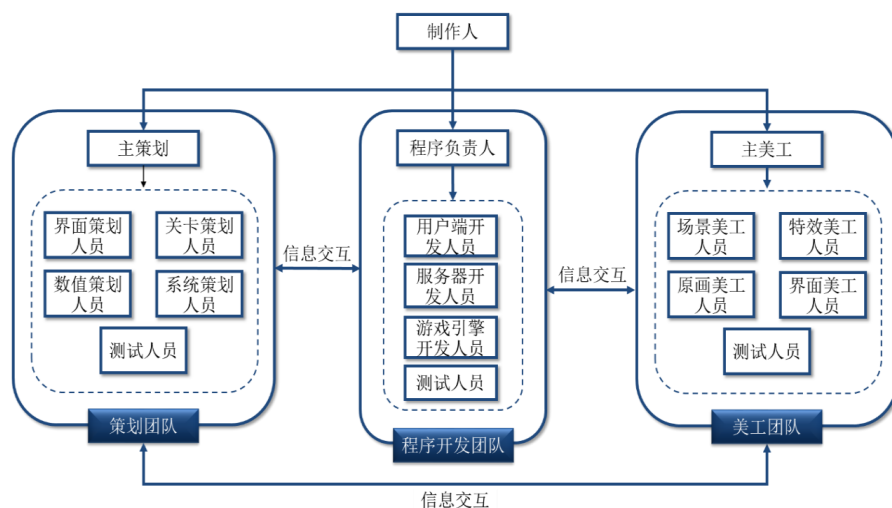 制作人
主策划
程序负责人
主美工
界面策划
人员
关卡策划
人员
数值策划
人员
系统策划
人员
测试人员
策划团队
信息交互
用户端开
发人员
服务器开
发人员
游戏引擎
开发人员
测试人员
程序开发团队
信息交互
场景美工
人员
特效美工
人员
原画美工
人员
界面美工
人员
测试人员
美工团队
信息交互